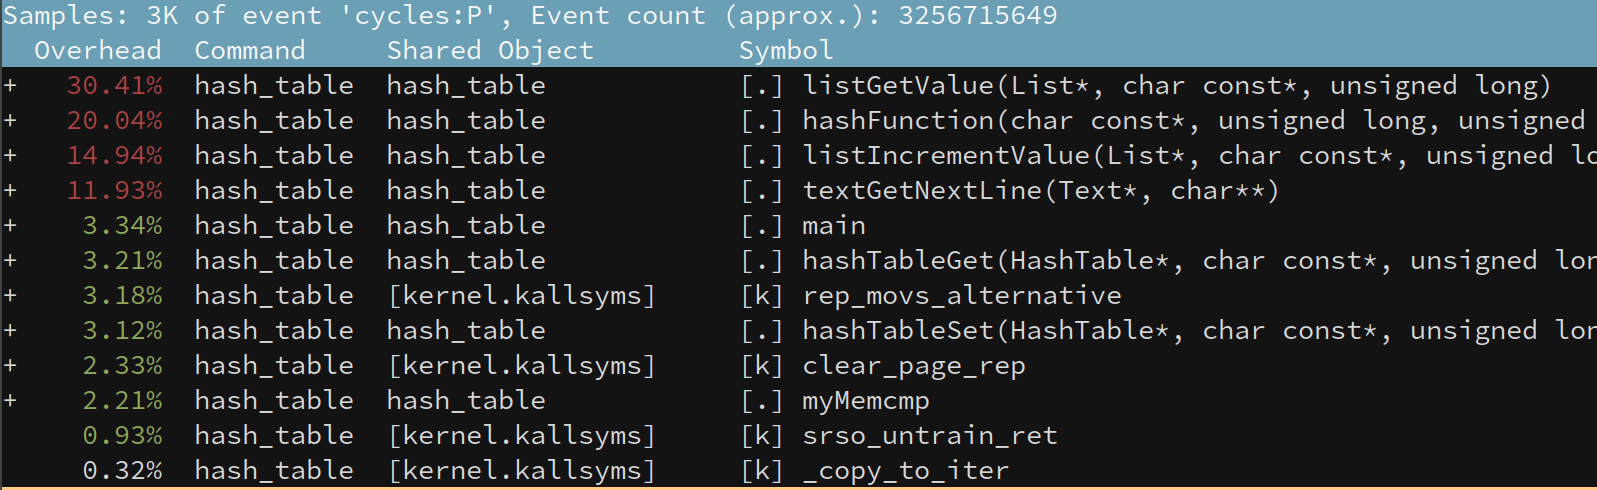 Samples: 3K of event 'cycles:P', Event count (approx.): 3256715649
Overhead  Command  Shared Object  Symbol
+ 30.41% hash_table hash_table [.] listGetValue(List*, char const*, unsigned long)
+ 20.04% hash_table hash_table [.] hashFunction(char const*, unsigned long, unsigned
+ 14.94% hash_table hash_table [.] listIncrementValue(List*, char const*, unsigned lo
+ 11.93% hash_table hash_table [.] textGetNextLine(Text*, char**)
+ 3.34% hash_table hash_table [.] main
+ 3.21% hash_table hash_table [.] hashTableGet(HashTable*, char const*, unsigned lon
+ 3.18% hash_table [kernel.kallsyms] [k] rep_movs_alternative
+ 3.12% hash_table hash_table [.] hashTableSet(HashTable*, char const*, unsigned lon
+ 2.33% hash_table [kernel.kallsyms] [k] clear_page_rep
+ 2.21% hash_table hash_table [.] myMemcmp
0.93% hash_table [kernel.kallsyms] [k] srso_untrain_ret
0.32% hash_table [kernel.kallsyms] [k] _copy_to_iter